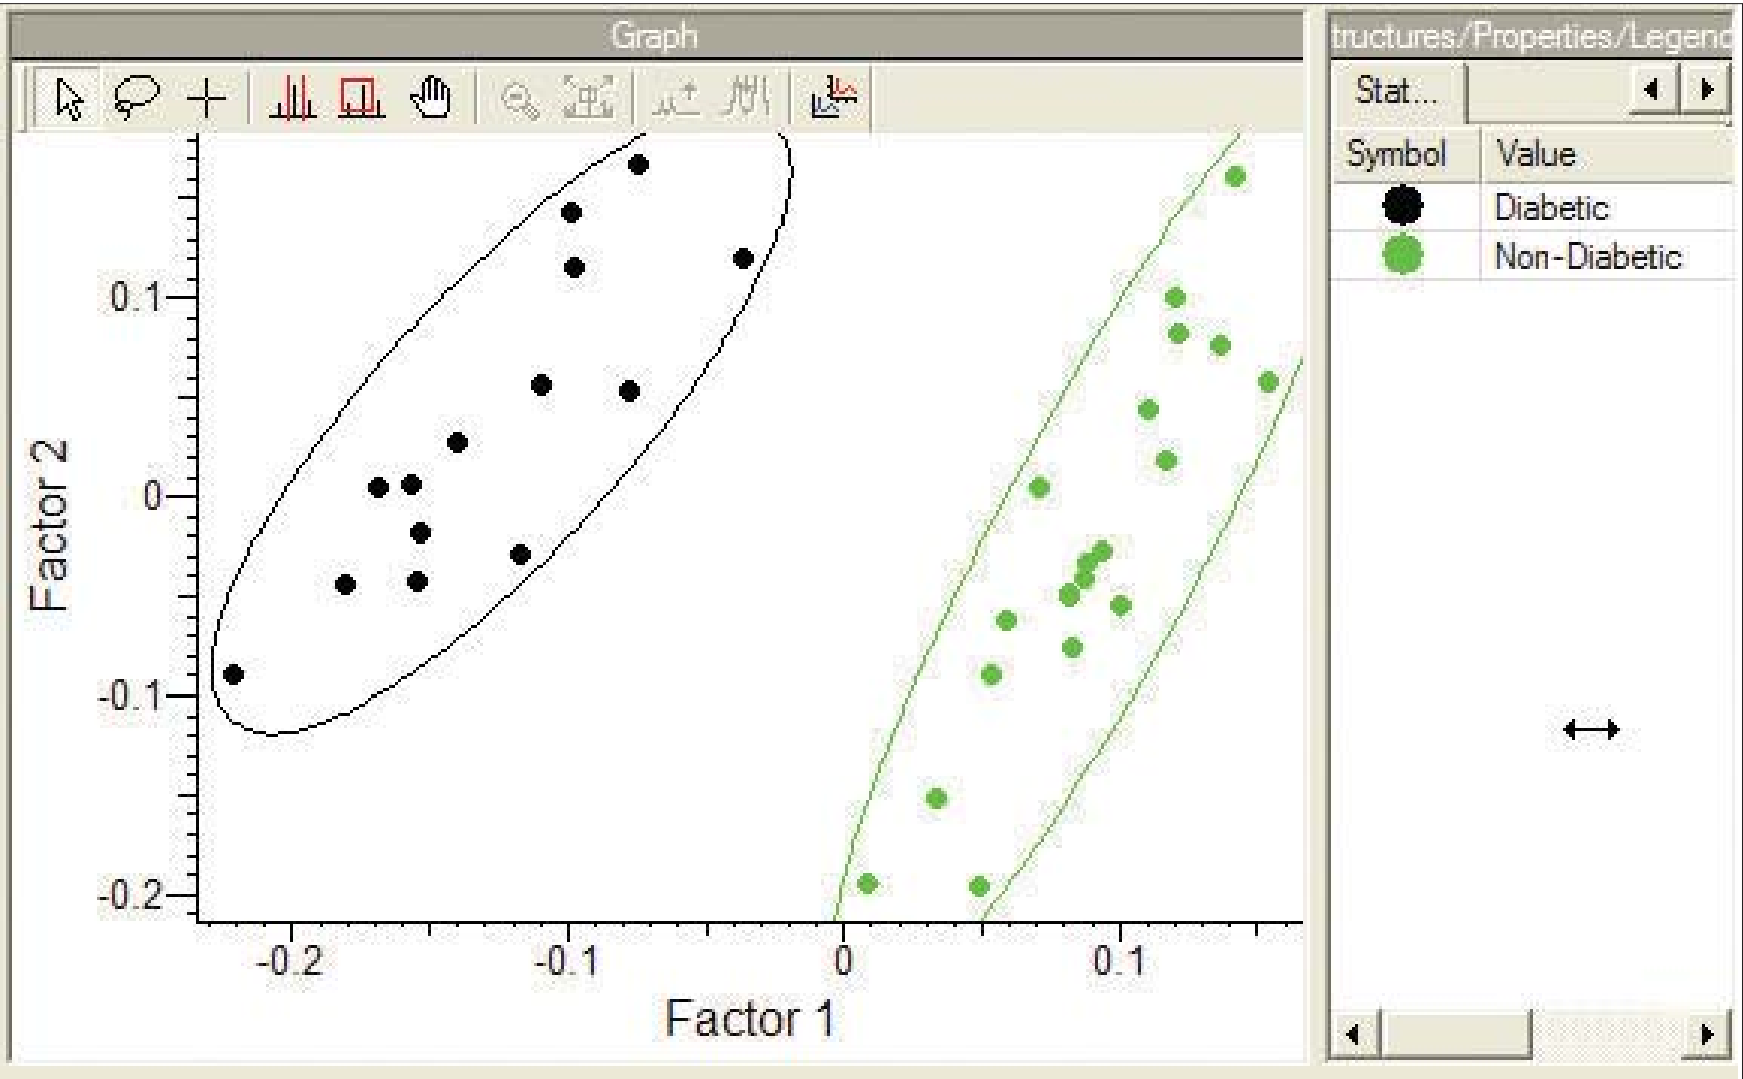 Graph
tructures/Properties/Legend
Stat...
Symbol Value
Diabetic
Non-Diabetic
Factor 2
0.1
0
-0.1
-0.2
-0.2 -0.1 0 0.1
Factor 1